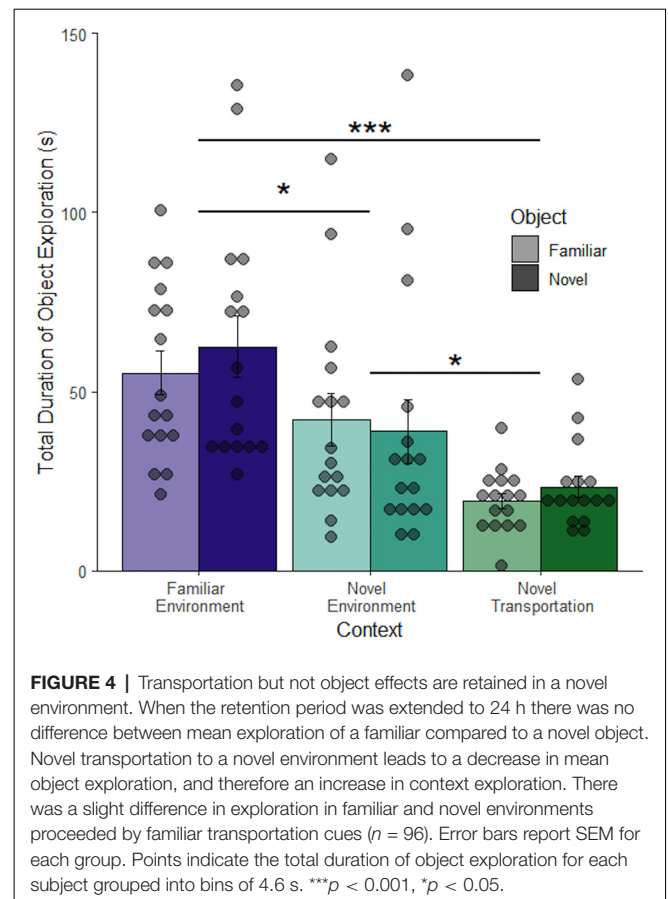 150
***
*
100
Object
Familiar
Novel
*
50
0
Total Duration of Object Exploration (s)
Familiar
Environment
Novel
Environment
Novel
Transportation
Context
FIGURE 4 | Transportation but not object effects are retained in a novel
environment. When the retention period was extended to 24 h there was no
difference between mean exploration of a familiar compared to a novel object.
Novel transportation to a novel environment leads to a decrease in mean
object exploration, and therefore an increase in context exploration. There
was a slight difference in exploration in familiar and novel environments
proceeded by familiar transportation cues (n = 96). Error bars report SEM for
each group. Points indicate the total duration of object exploration for each
subject grouped into bins of 4.6 s. ***p < 0.001, *p < 0.05.